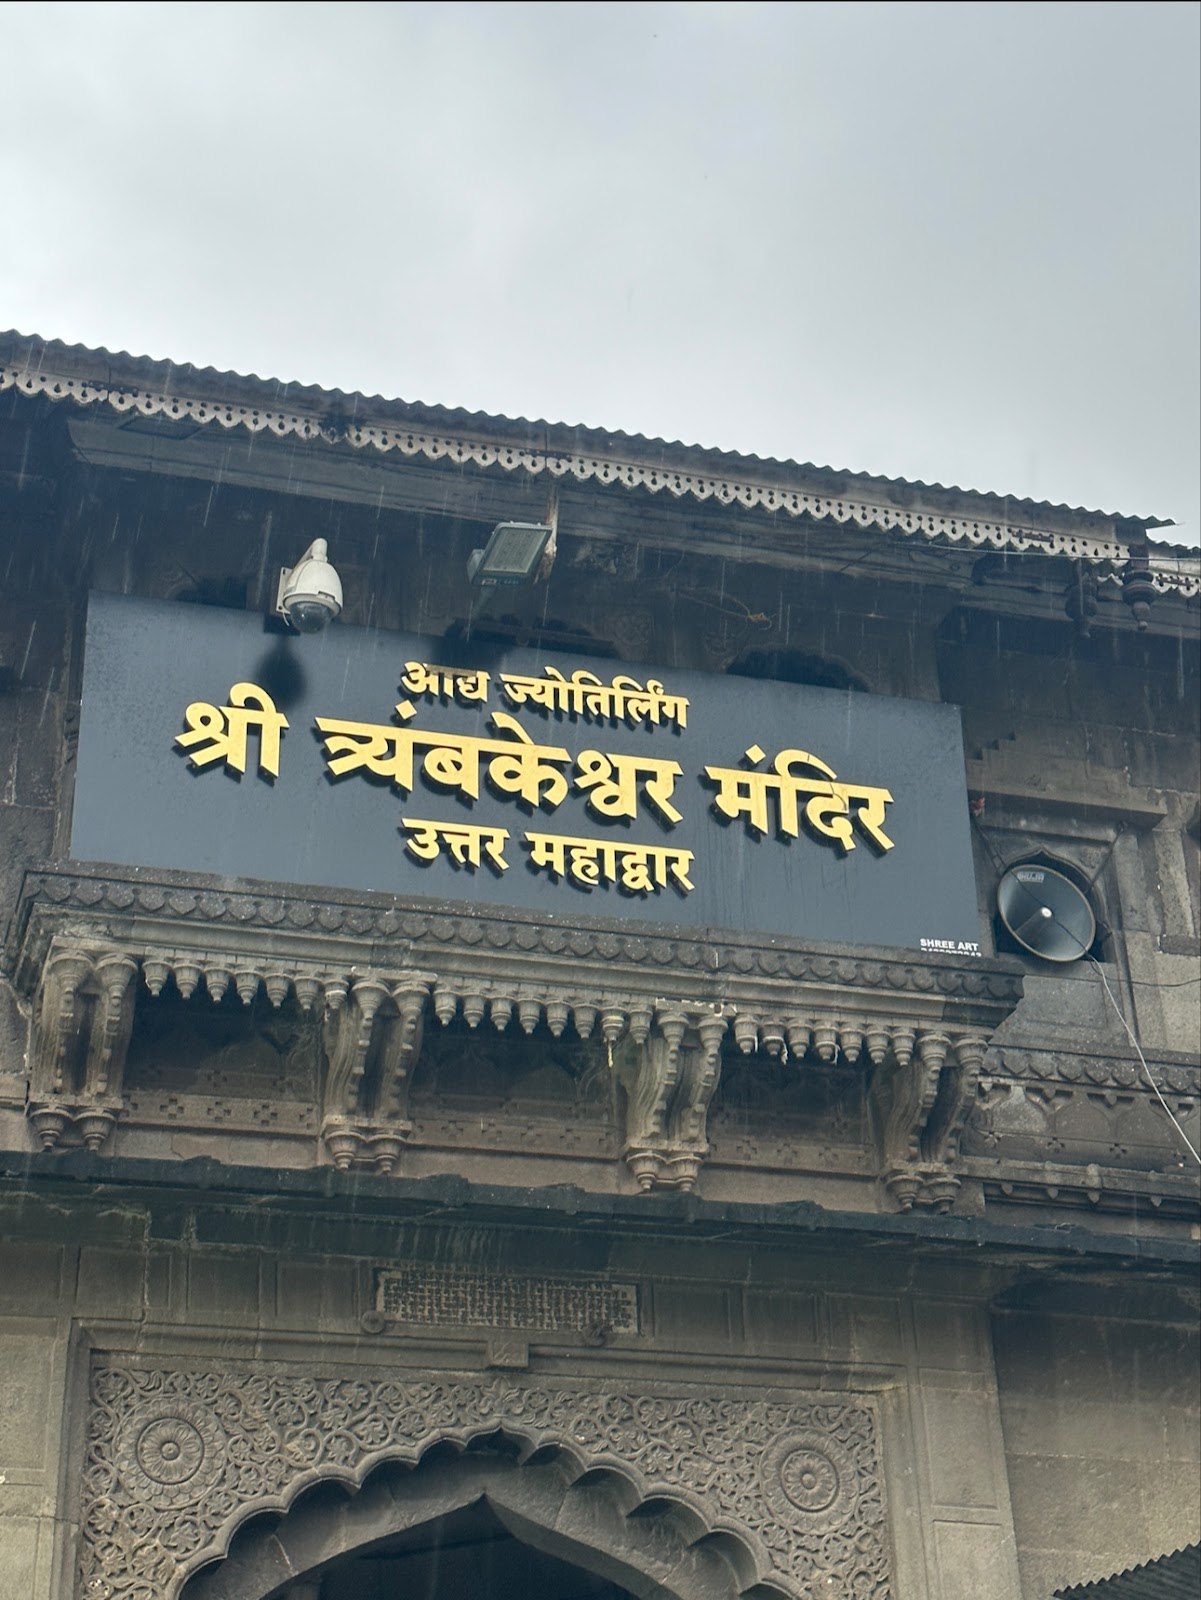 आद्य ज्योतिर्लिंग
श्री त्र्यंबकेश्वर मंदिर
उत्तर महाद्वार
SHREE ART